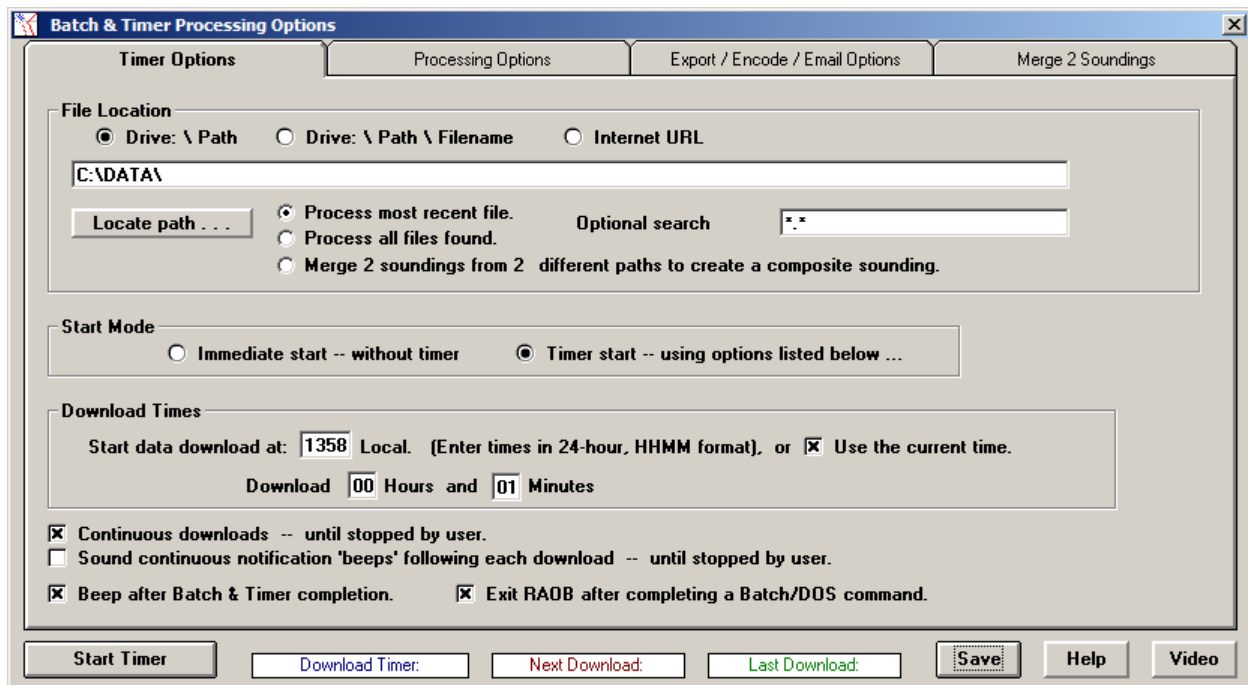 Batch & Timer Processing Options
Timer Options Processing Options Export / Encode / Email Options Merge 2 Soundings
File Location
Drive: \ Path Drive: \ Path \ Filename Internet URL
C:\DATA\
Locate path . . . Process most recent file. Optional search *.*
Process all files found.
Merge 2 soundings from 2 different paths to create a composite sounding.
Start Mode
Immediate start -- without timer Timer start -- using options listed below ...
Download Times
Start data download at: 1358 Local. (Enter times in 24-hour, HHMM format), or Use the current time.
Download 00 Hours and 01 Minutes
Continuous downloads -- until stopped by user.
Sound continuous notification 'beeps' following each download -- until stopped by user.
Beep after Batch & Timer completion. Exit RAOB after completing a Batch/DOS command.
Start Timer Download Timer: Next Download: Last Download: Save Help Video